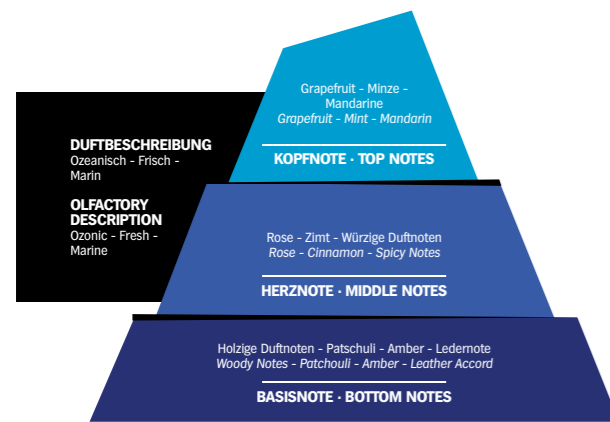 Grapefruit - Minze -
Mandarine
Grapefruit - Mint - Mandarin
KOPFNOTE · TOP NOTES
DUFTBESCHREIBUNG
Ozeanisch - Frisch -
Marin
OLFACTORY
DESCRIPTION
Ozonic - Fresh -
Marine
Rose - Zimt - Würzige Duftnoten
Rose - Cinnamon - Spicy Notes
HERZNOTE · MIDDLE NOTES
Holzige Duftnoten - Patschuli - Amber - Ledernote
Woody Notes - Patchouli - Amber - Leather Accord
BASISNOTE · BOTTOM NOTES